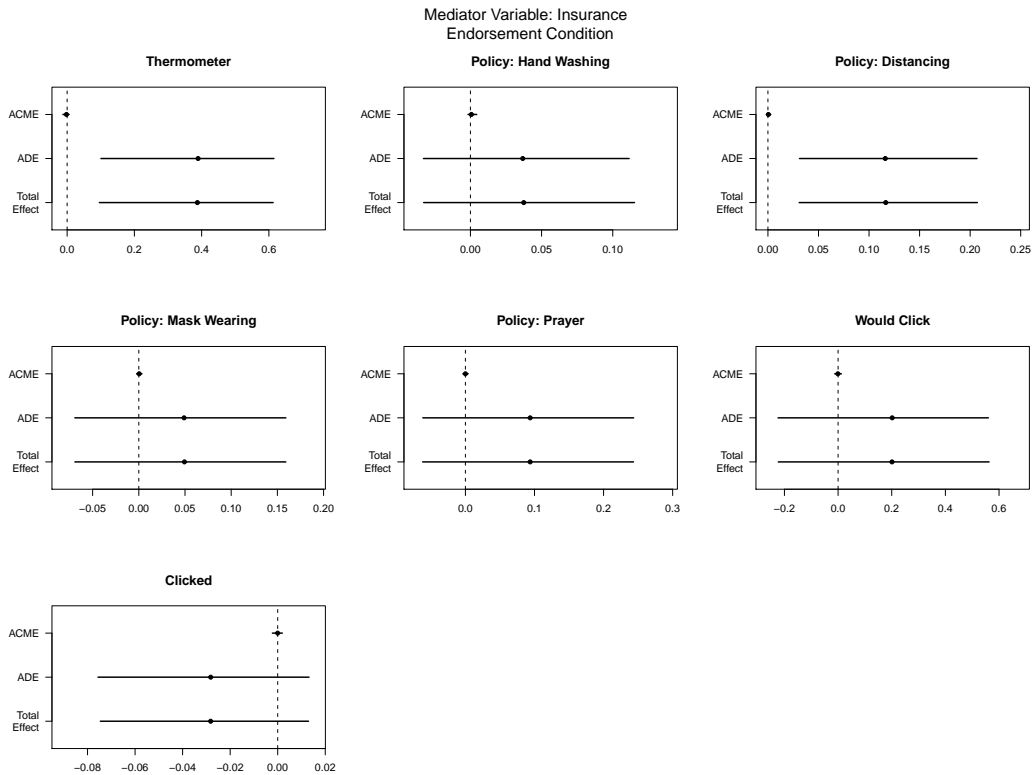 Mediator Variable: Insurance
Endorsement Condition
Thermometer
ACME
ADE
Total
Effect
0.0 0.2 0.4 0.6
Policy: Hand Washing
ACME
ADE
Total
Effect
0.00 0.05 0.10
Policy: Distancing
ACME
ADE
Total
Effect
0.00 0.05 0.10 0.15 0.20 0.25
Policy: Mask Wearing
ACME
ADE
Total
Effect
−0.05 0.00 0.05 0.10 0.15 0.20
Policy: Prayer
ACME
ADE
Total
Effect
0.0 0.1 0.2 0.3
Would Click
ACME
ADE
Total
Effect
−0.2 0.0 0.2 0.4 0.6
Clicked
ACME
ADE
Total
Effect
−0.08 −0.06 −0.04 −0.02 0.00 0.02